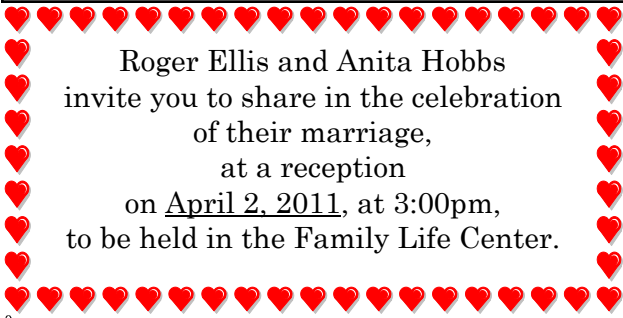 Roger Ellis and Anita Hobbs
invite you to share in the celebration
of their marriage,
at a reception
on April 2, 2011, at 3:00pm,
to be held in the Family Life Center.